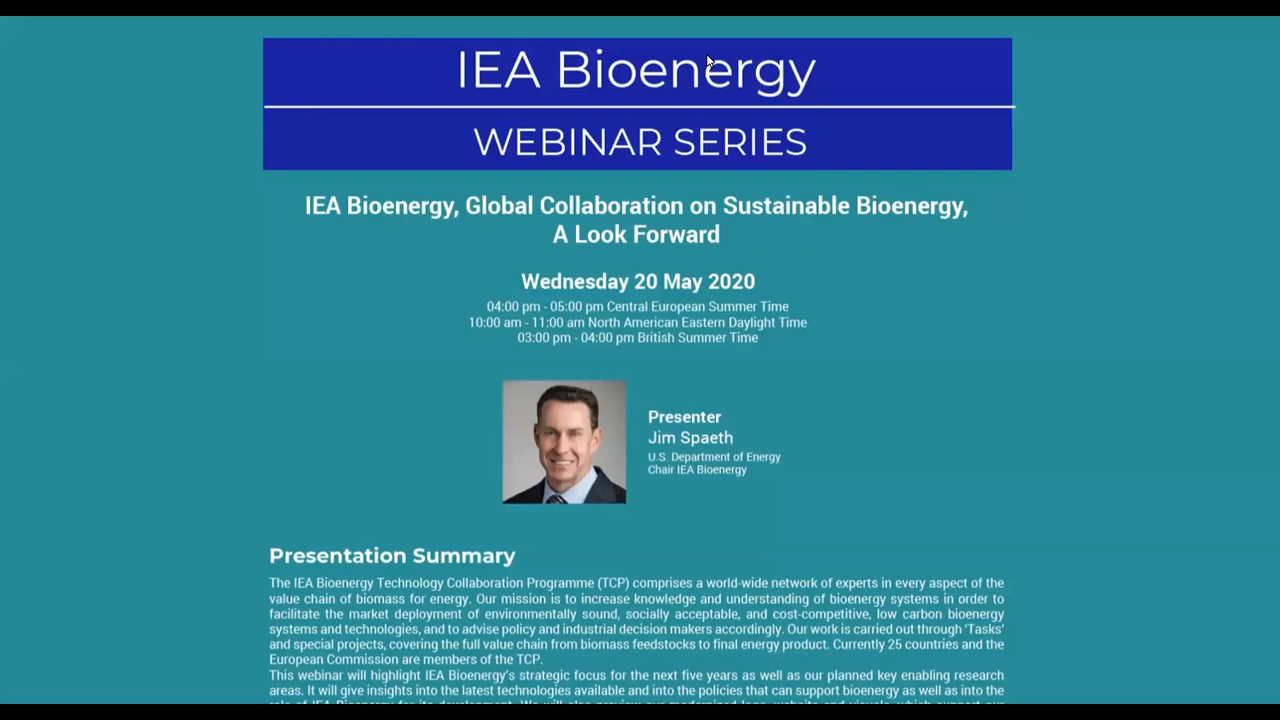 IEA Bioenergy
WEBINAR SERIES
IEA Bioenergy, Global Collaboration on Sustainable Bioenergy,
A Look Forward
Wednesday 20 May 2020
04:00 pm - 05:00 pm Central European Summer Time
10:00 am - 11:00 am North American Eastern Daylight Time
03:00 pm - 04:00 pm British Summer Time
Presenter
Jim Spaeth
U.S. Department of Energy
Chair IEA Bioenergy
Presentation Summary
The IEA Bioenergy Technology Collaboration Programme (TCP) comprises a world-wide network of experts in every aspect of the
value chain of biomass for energy. Our mission is to increase knowledge and understanding of bioenergy systems in order to
facilitate the market deployment of environmentally sound, socially acceptable, and cost-competitive, low carbon bioenergy
systems and technologies, and to advise policy and industrial decision makers accordingly. Our work is carried out through ‘Tasks’
and special projects, covering the full value chain from biomass feedstocks to final energy product. Currently 25 countries and the
European Commission are members of the TCP.
This webinar will highlight IEA Bioenergy’s strategic focus for the next five years as well as our planned key enabling research
areas. It will give insights into the latest technologies available and into the policies that can support bioenergy as well as into the